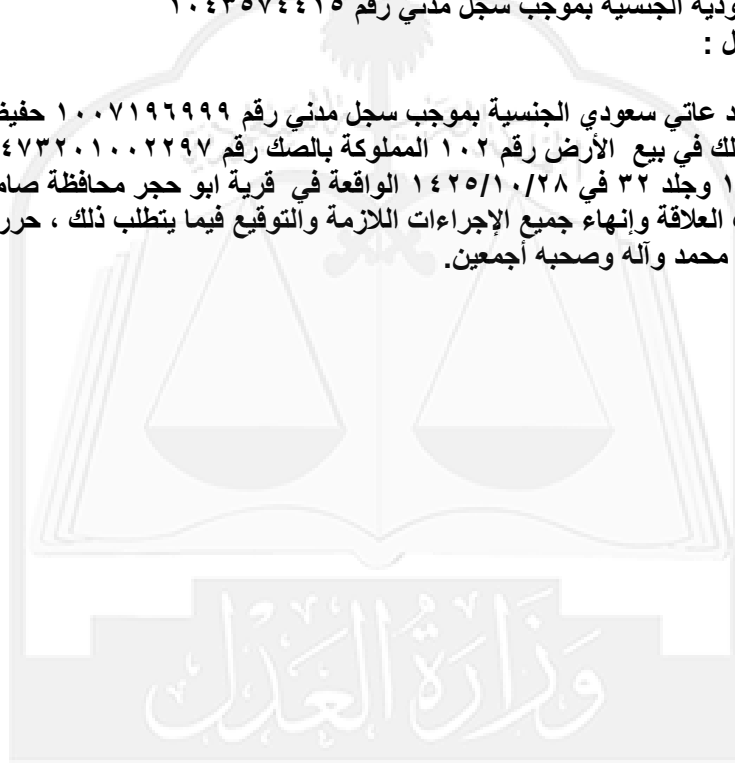 ودية الجنسية بموجب سجل مدني رقم ١٠٤٣٥٧٤٤١٥
ل :
د عاتي سعودي الجنسية بموجب سجل مدني رقم ١٠٠٧١٩٦٩٩٩ حفيظ
لك في بيع الأرض رقم ١٠٢ المملوكة بالصك رقم ٤٧٣٢٠١٠٠٢٢٩٧
١ وجلد ٣٢ في ١٤٢٥/١٠/٢٨ الواقعة في قرية ابو حجر محافظة صام
العلاقة وإنهاء جميع الإجراءات اللازمة والتوقيع فيما يتطلب ذلك ، حرر
محمد وآله وصحبه أجمعين.
وزارة العدل